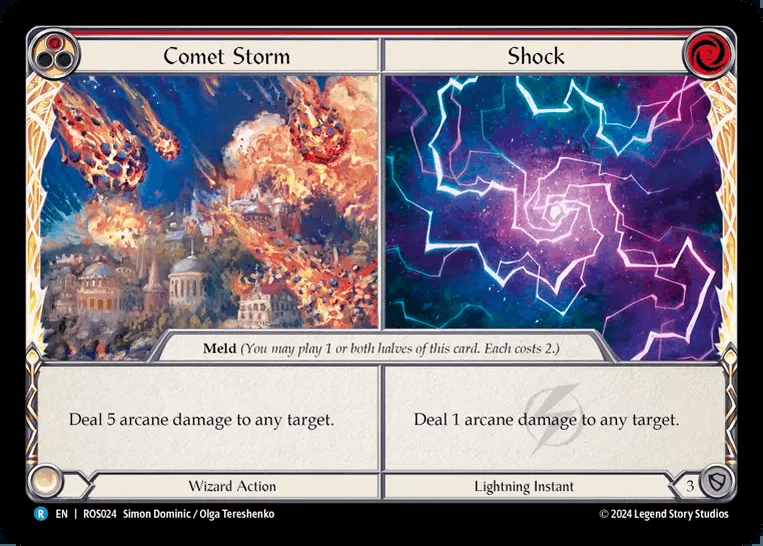 Comet Storm
Shock
2
Meld (You may play 1 or both halves of this card. Each costs 2.)
Deal 5 arcane damage to any target.
Deal 1 arcane damage to any target.
Wizard Action
Lightning Instant
3
R EN | ROS024 Simon Dominic / Olga Tereshenko
© 2024 Legend Story Studios